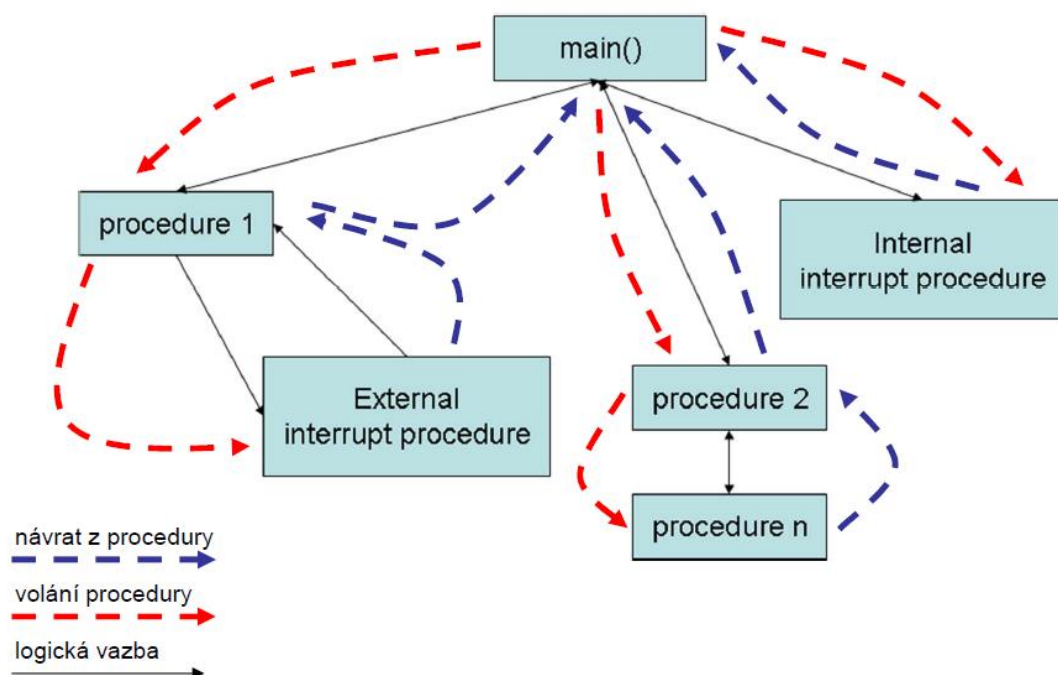 main()
procedure 1
Internal
interrupt procedure
External
interrupt procedure
procedure 2
procedure n
návrat z procedury
volání procedury
logická vazba